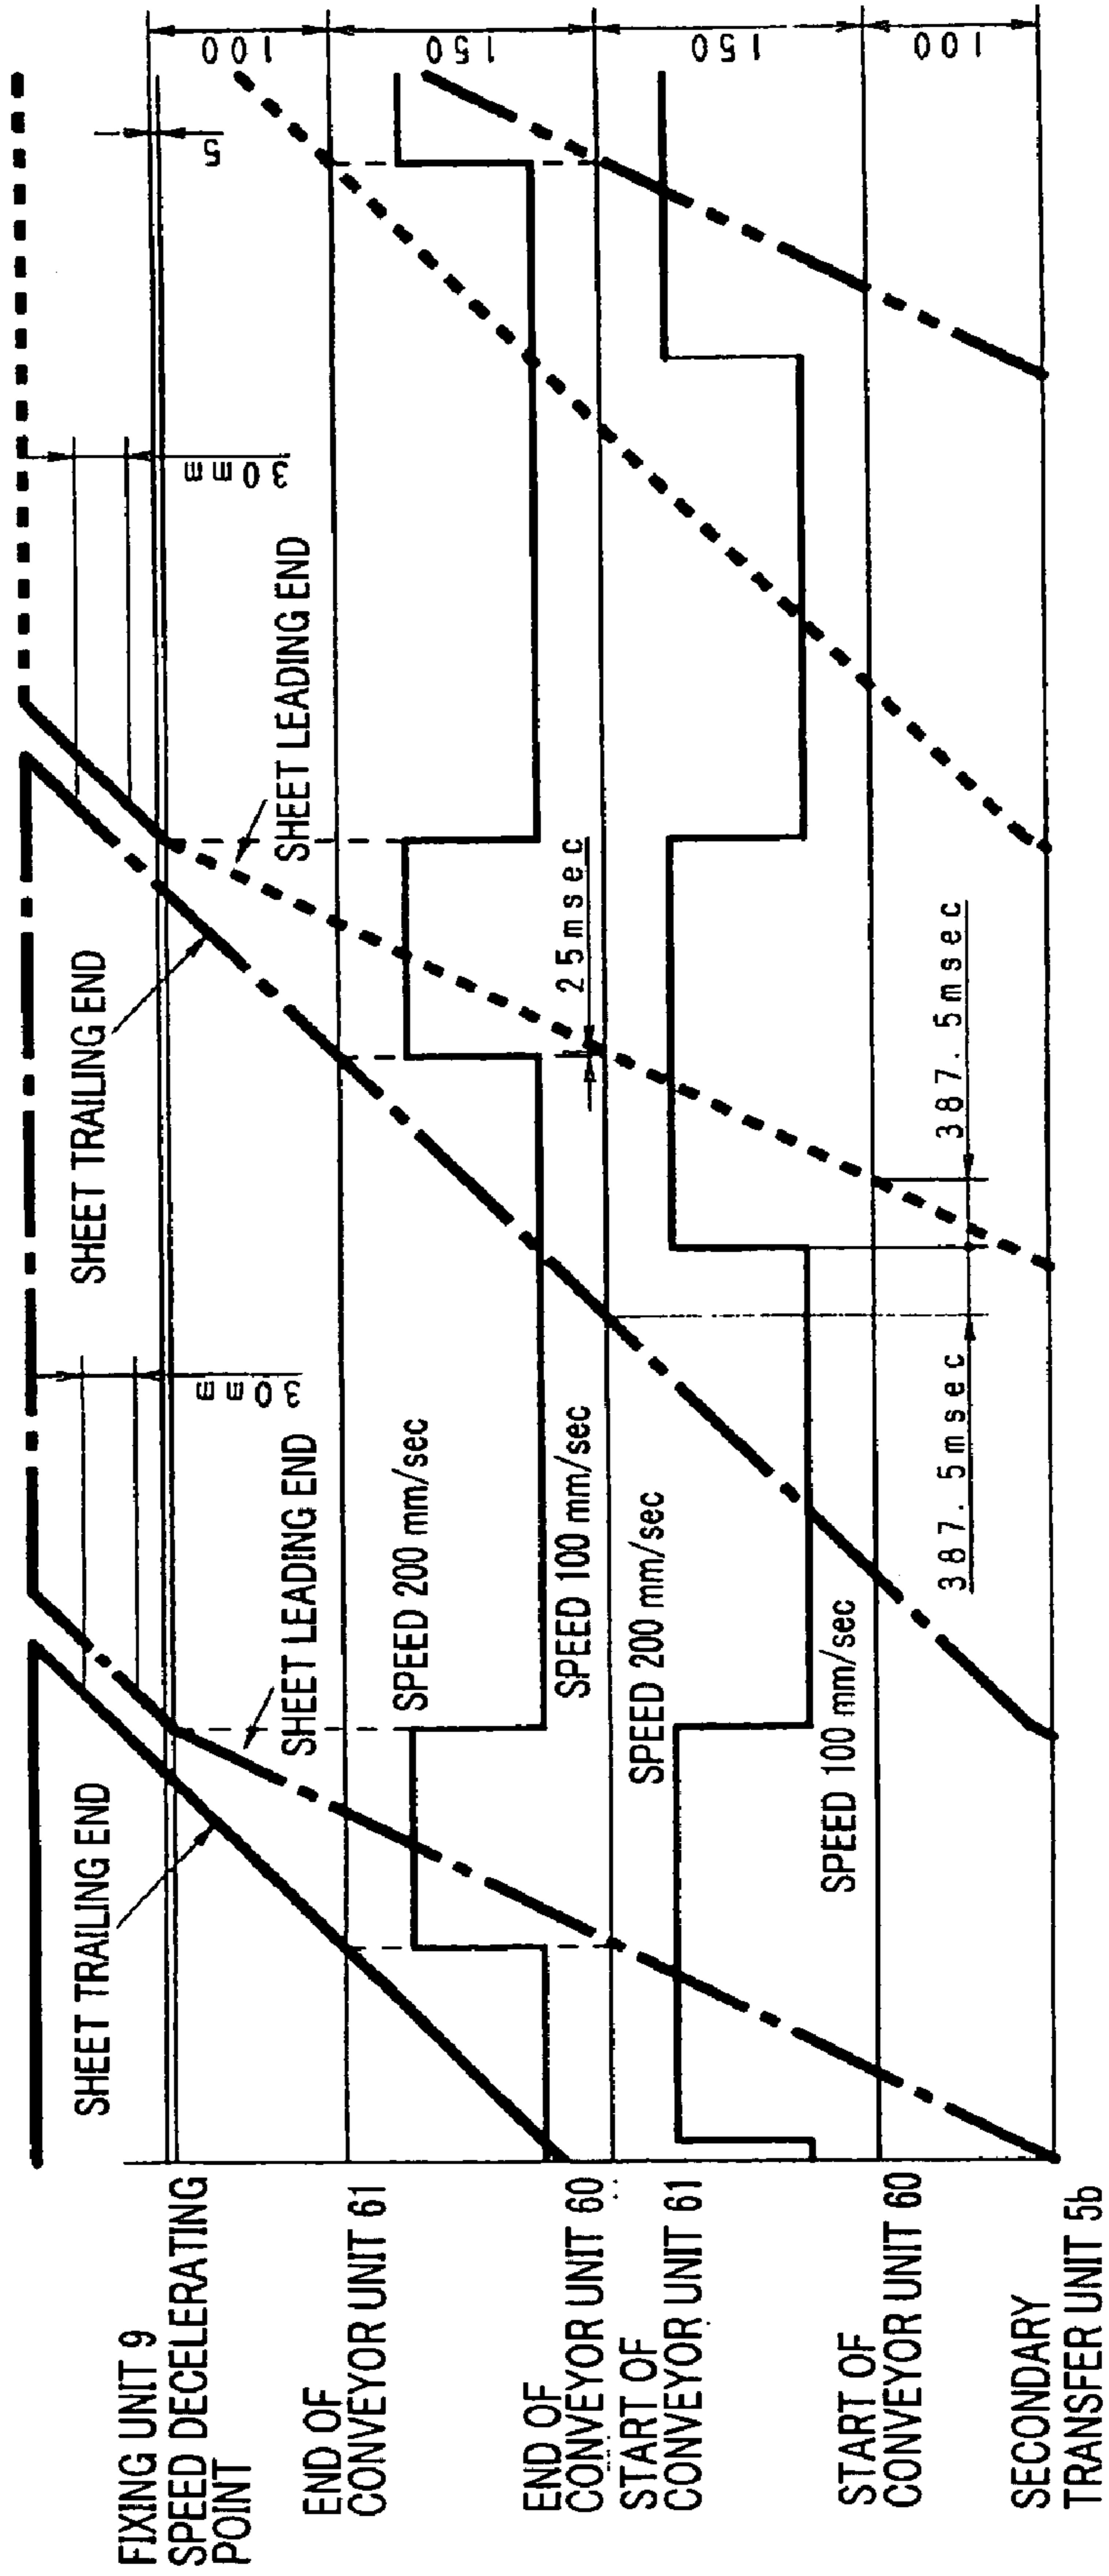 FIXING UNIT 9
SPEED DECELERATING
POINT
END OF
CONVEYOR UNIT 61
END OF
CONVEYOR UNIT 60
START OF
CONVEYOR UNIT 61
START OF
CONVEYOR UNIT 60
SECONDARY
TRANSFER UNIT 5b
SHEET TRAILING END
SHEET LEADING END
30mm
SPEED 200 mm/sec
SPEED 100 mm/sec
SPEED 200 mm/sec
SPEED 100 mm/sec
SHEET TRAILING END
SHEET LEADING END
30mm
25msec
387.5msec
387.5msec
5
100
150
150
100